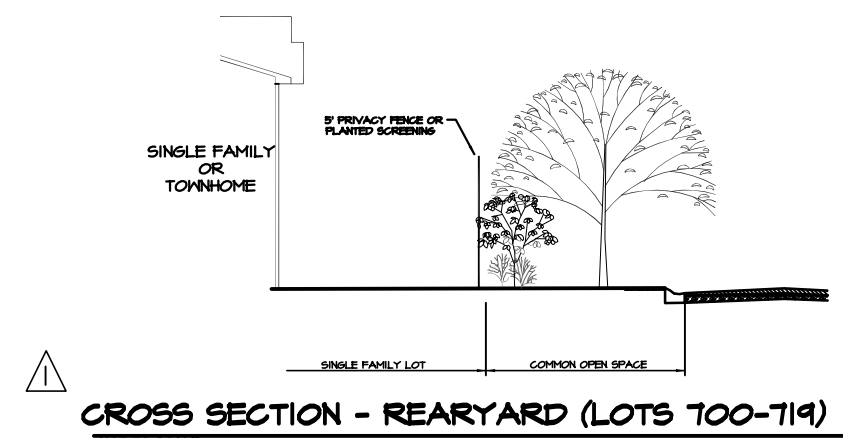 5' PRIVACY FENCE OR
PLANTED SCREENING
SINGLE FAMILY
OR
TOWNHOME
SINGLE FAMILY LOT
COMMON OPEN SPACE
1
CROSS SECTION - REARYARD (LOTS 700-719)